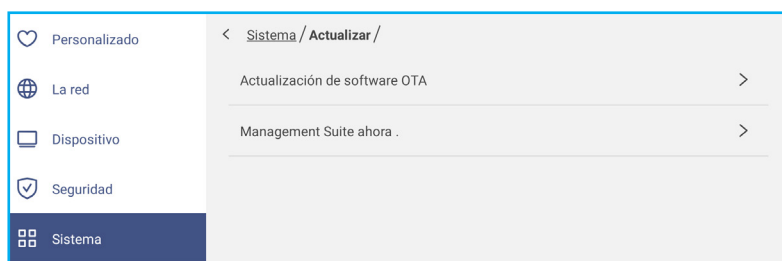 Personalizado
La red
Dispositivo
Seguridad
Sistema
< Sistema / Actualizar /
Actualización de software OTA >
Management Suite ahora . >